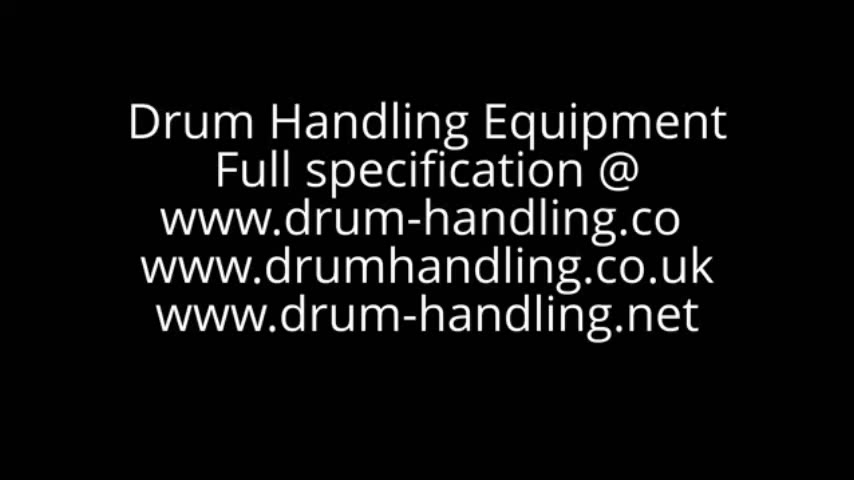 Drum Handling Equipment
Full specification @
www.drum-handling.co
www.drumhandling.co.uk
www.drum-handling.net